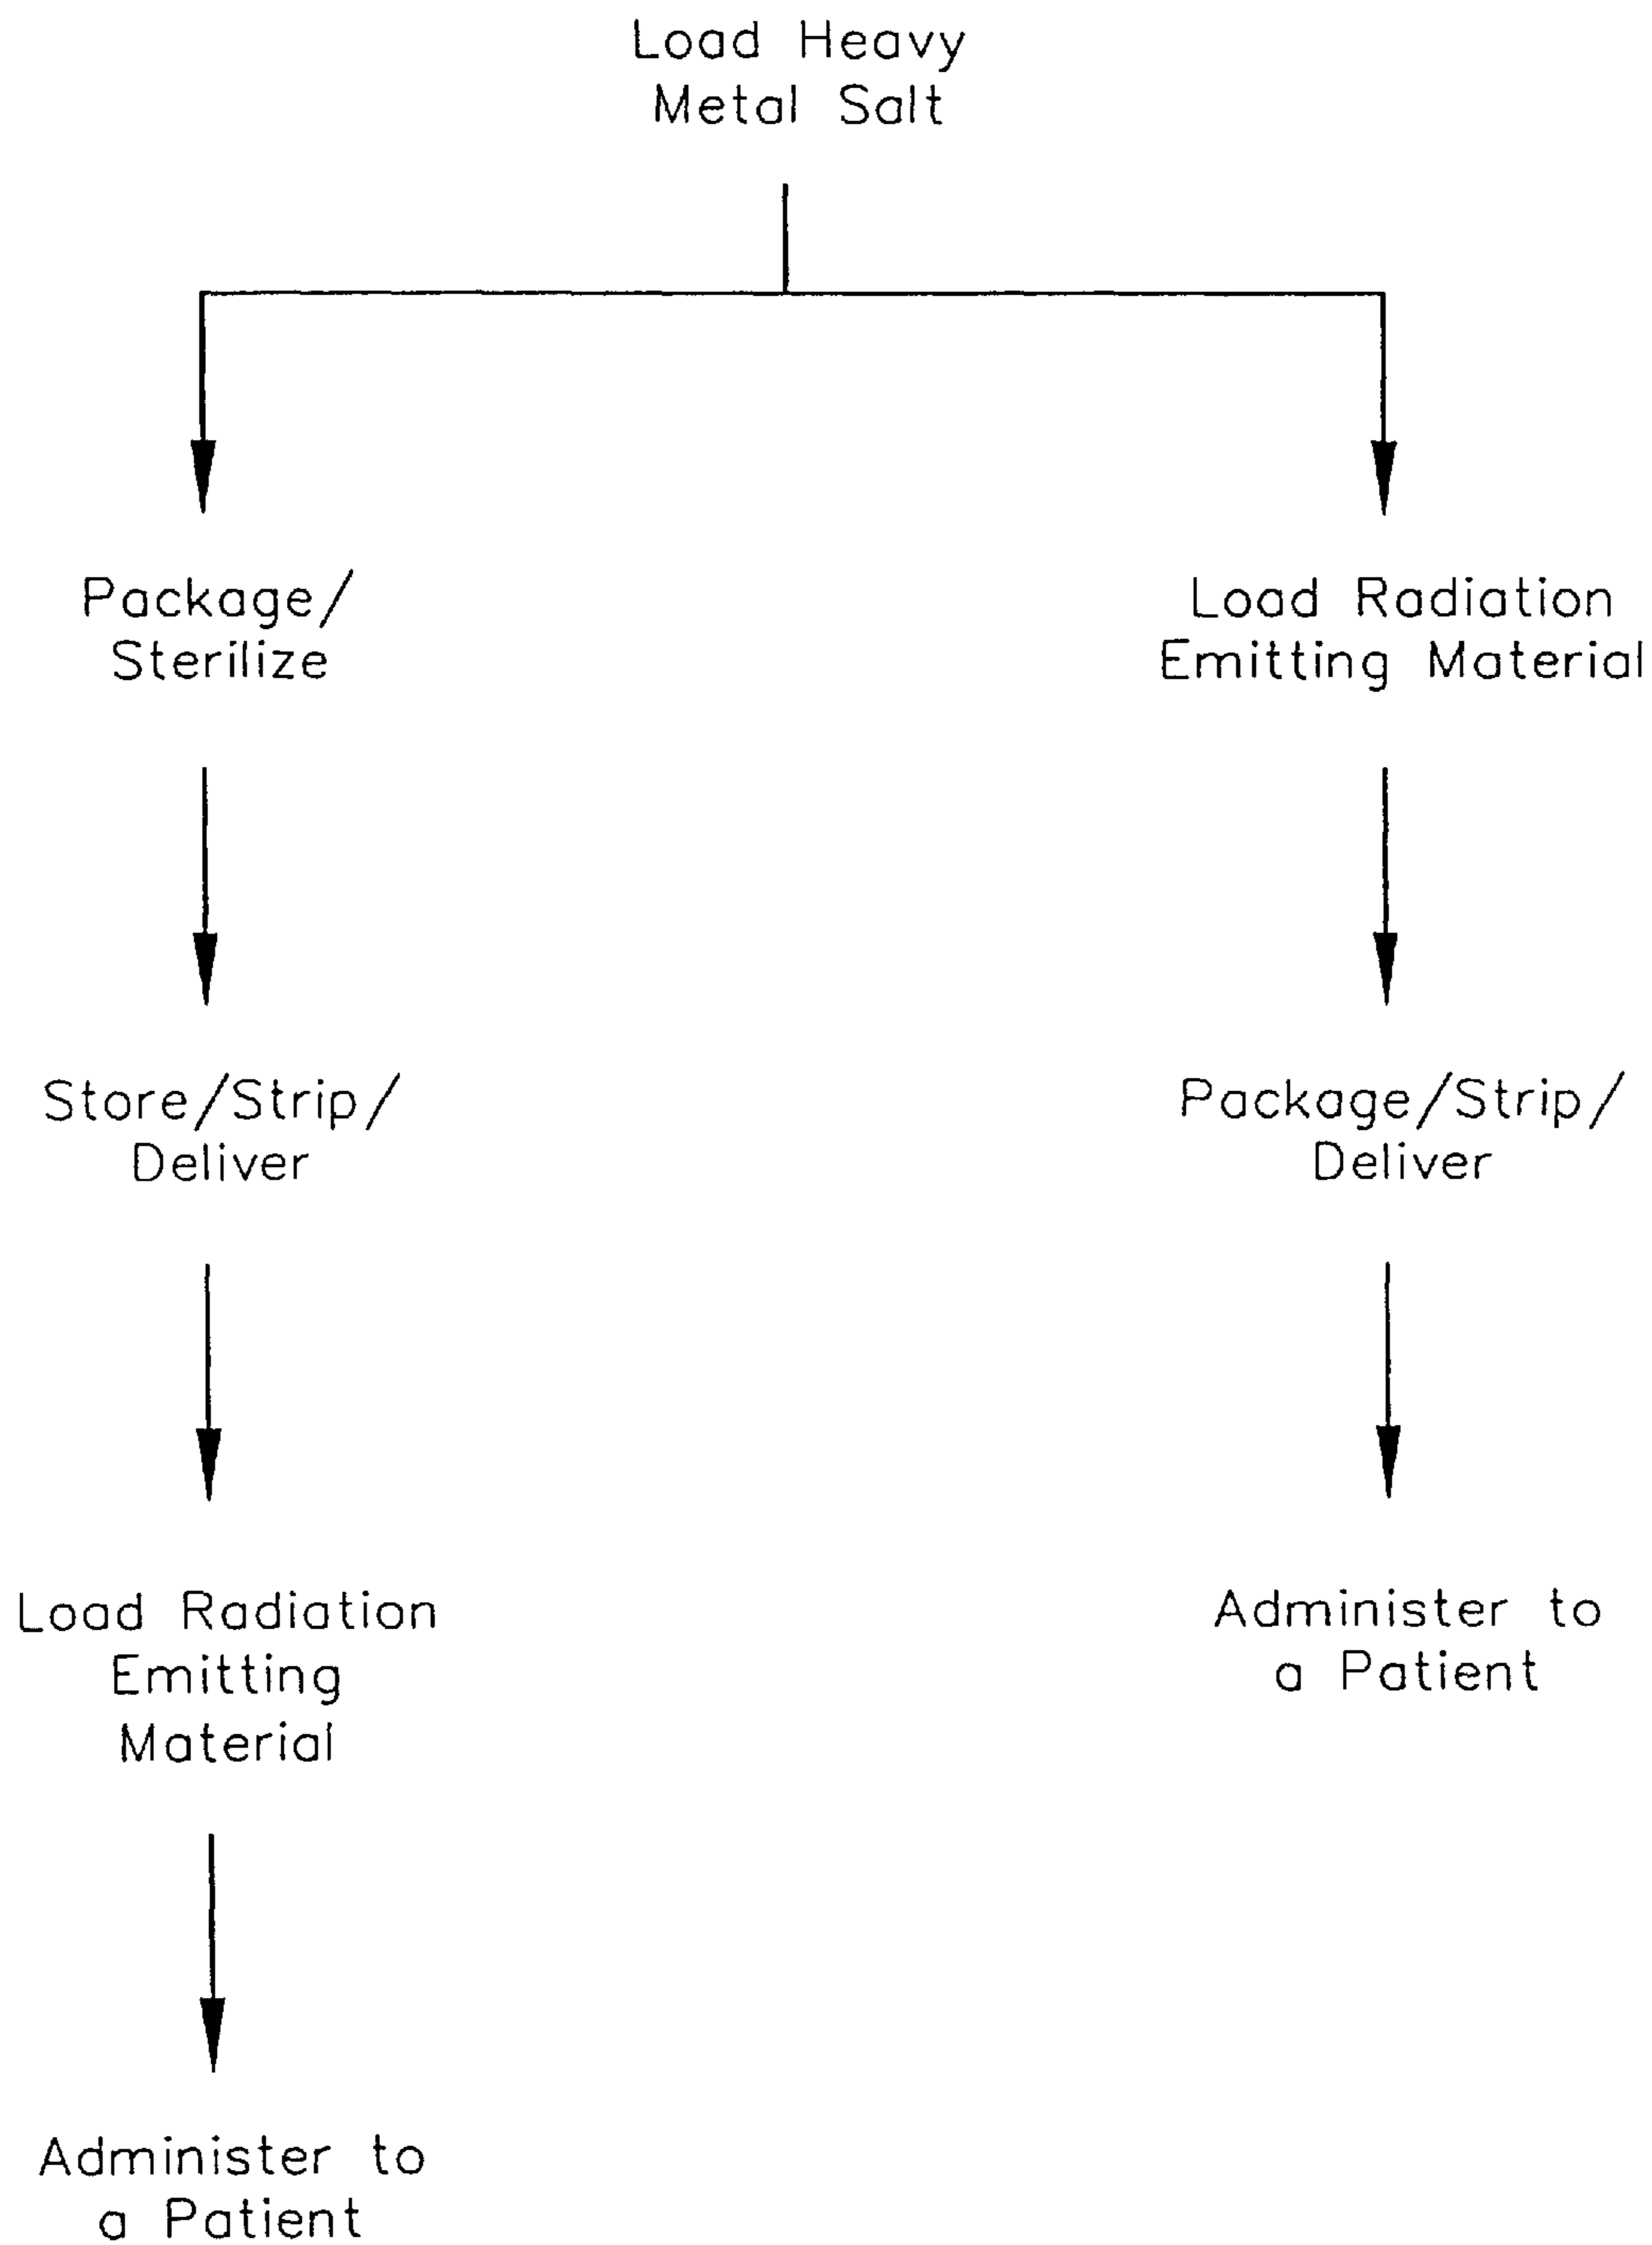 Load Heavy
Metal Salt
Package/
Sterilize
Load Radiation
Emitting Material
Store/Strip/
Deliver
Package/Strip/
Deliver
Load Radiation
Emitting
Material
Administer to
a Patient
Administer to
a Patient